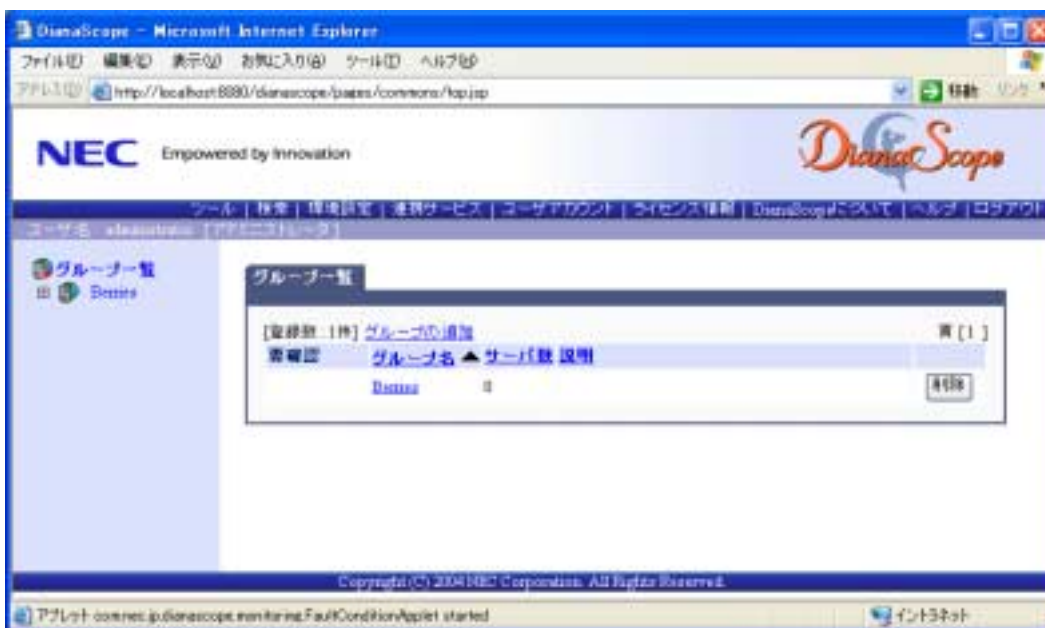 DianaScope - Microsoft Internet Explorer
ファイル(F) 編集(E) 表示(V) お気に入り(A) ツール(T) ヘルプ(H)
アドレス(D) http://localhost:8080/dianascope/pages/commons/top.jsp 移動 リンク
NEC Empowered by Innovation DianaScope
ツール | 検索 | 環境設定 | 連携サービス | ユーザアカウント | ライセンス情報 | DianaScopeについて | ヘルプ | ログアウト
ユーザ名 administrator [アドミニストレータ]
グループ一覧
グループ一覧
[登録数 1件] グループの追加 頁 [1 ]
要確認 グループ名 ▲ サーバ数 説明
0 削除
Copyright (C) 2004 NEC Corporation. All Rights Reserved.
アプレット com.nec.jp.dianascope.monitoring.FaultConditionApplet started イントラネット